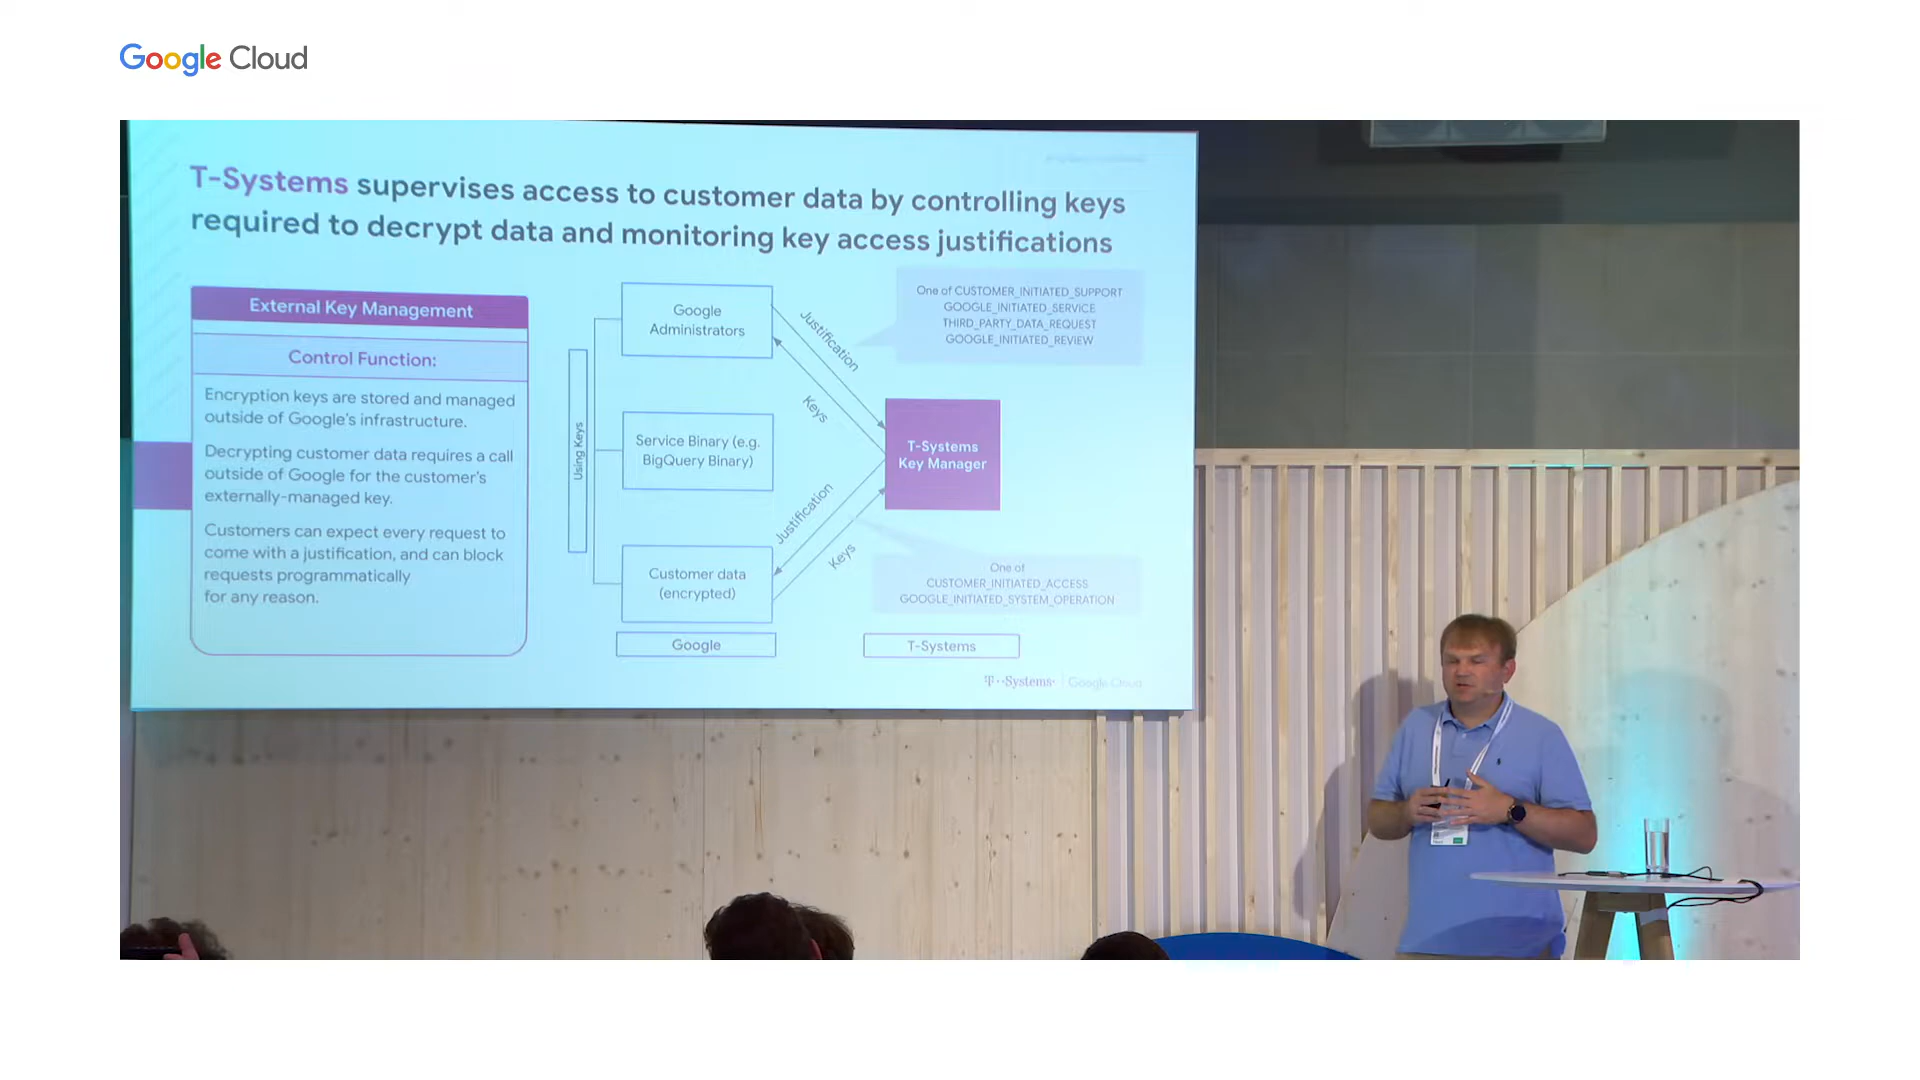 Google Cloud
T-Systems supervises access to customer data by controlling keys
required to decrypt data and monitoring key access justifications
External Key Management
Control Function:
Encryption keys are stored and managed
outside of Google's infrastructure.
Decrypting customer data requires a call
outside of Google for the customer's
externally-managed key.
Customers can expect every request to
come with a justification, and can block
requests programmatically
for any reason.
Using Keys
Google
Administrators
Service Binary (e.g.
BigQuery Binary)
Customer data
(encrypted)
Google
Justification
Keys
Justification
Keys
One of CUSTOMER_INITIATED_SUPPORT
GOOGLE_INITIATED_SERVICE
THIRD_PARTY_DATA_REQUEST
GOOGLE_INITIATED_REVIEW
T-Systems
Key Manager
One of
CUSTOMER_INITIATED_ACCESS
GOOGLE_INITIATED_SYSTEM_OPERATION
T-Systems
T··Systems·
Google Cloud